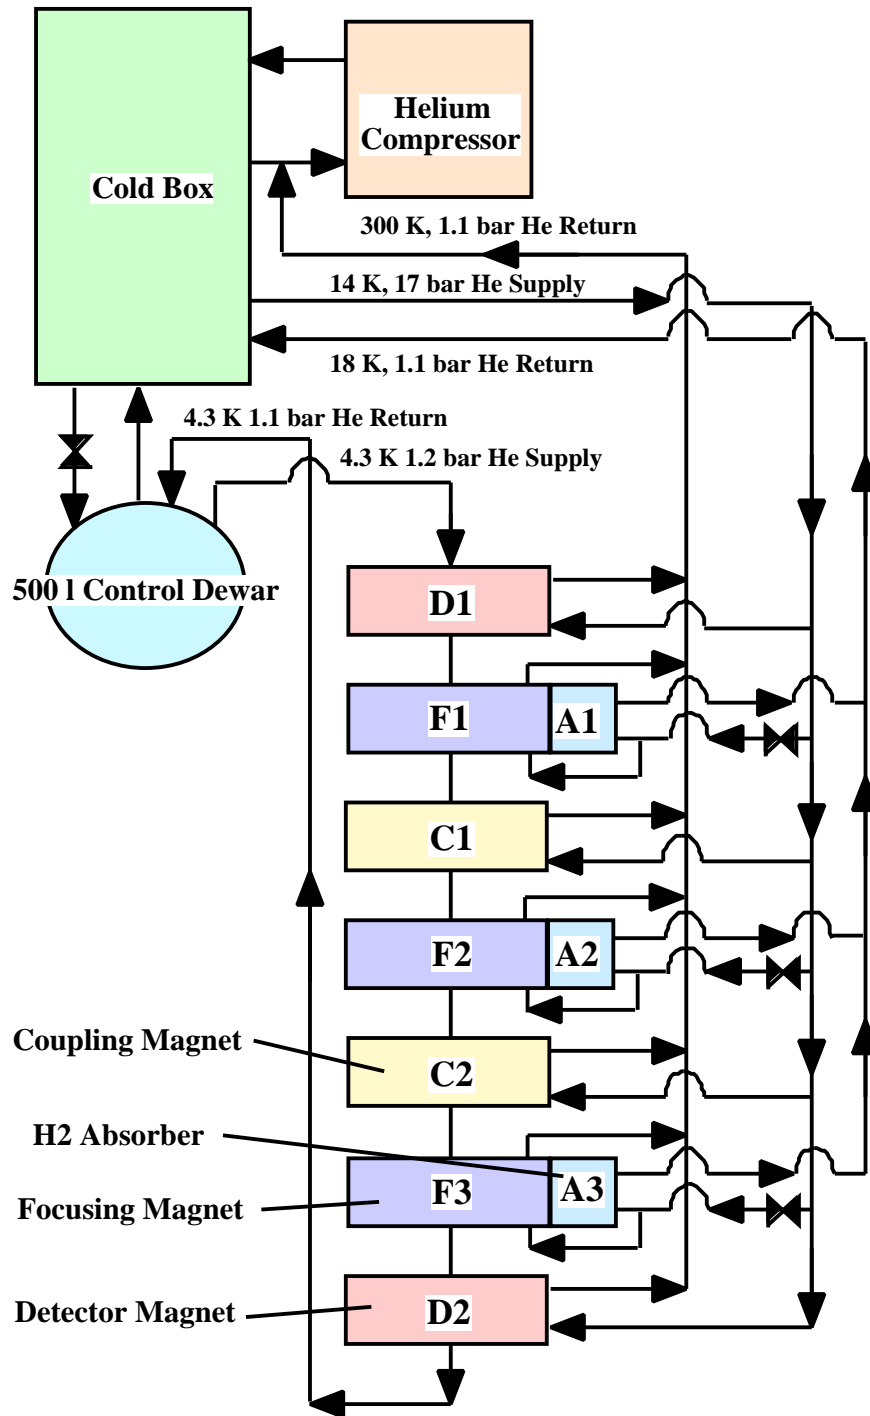 Helium
Compressor
Cold Box
300 K, 1.1 bar He Return
14 K, 17 bar He Supply
18 K, 1.1 bar He Return
4.3 K 1.1 bar He Return
4.3 K 1.2 bar He Supply
500 l Control Dewar
D1
F1
A1
C1
F2
A2
Coupling Magnet
C2
H2 Absorber
F3
A3
Focusing Magnet
Detector Magnet
D2